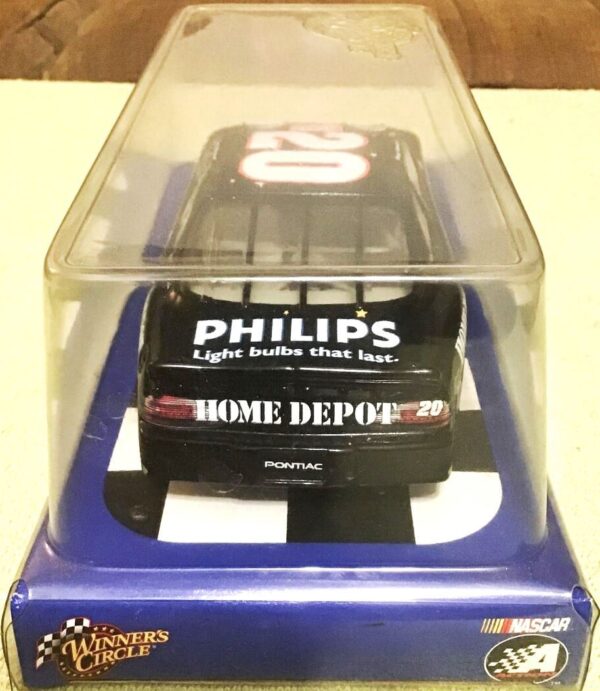 20
PHILIPS
Light bulbs that last.
HOME DEPOT 20
PONTIAC
WINNER'S
CIRCLE
NASCAR
A